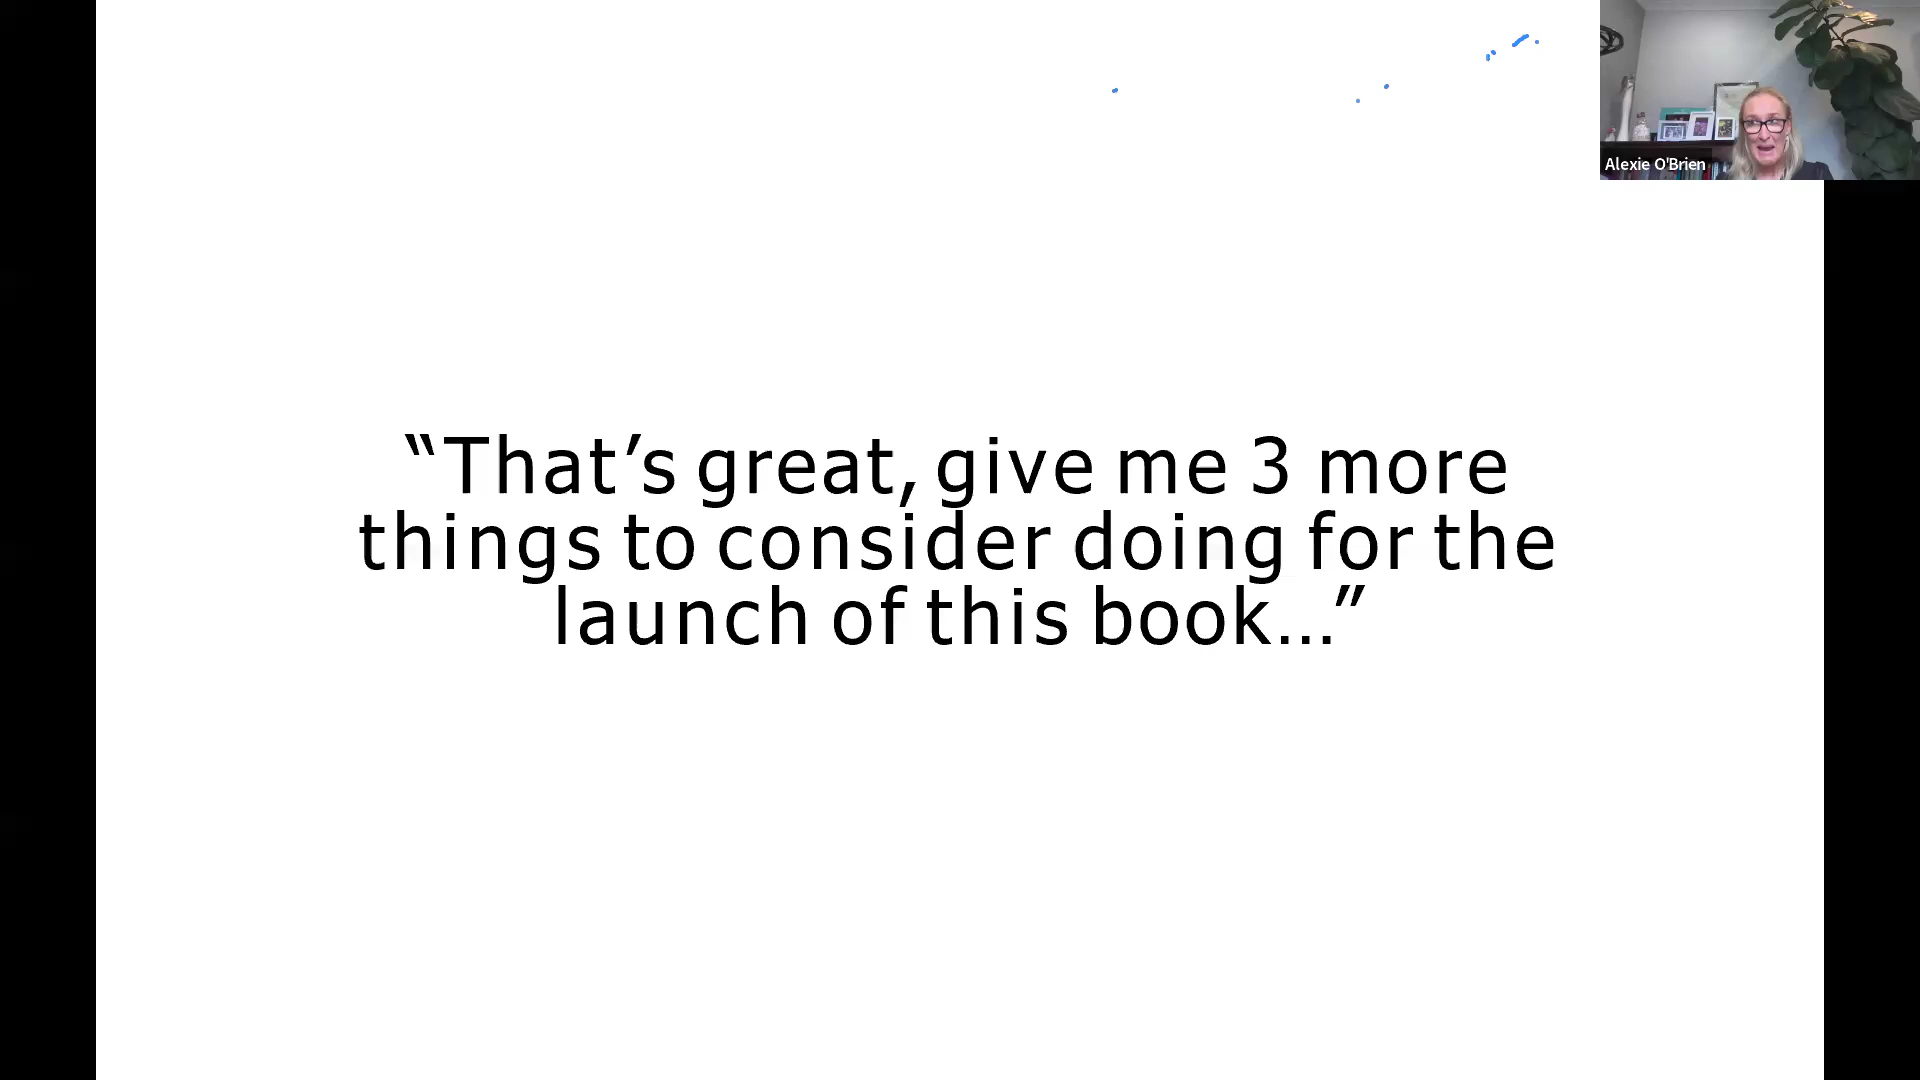 Alexie O'Brien
“That’s great, give me 3 more
things to consider doing for the
launch of this book...”